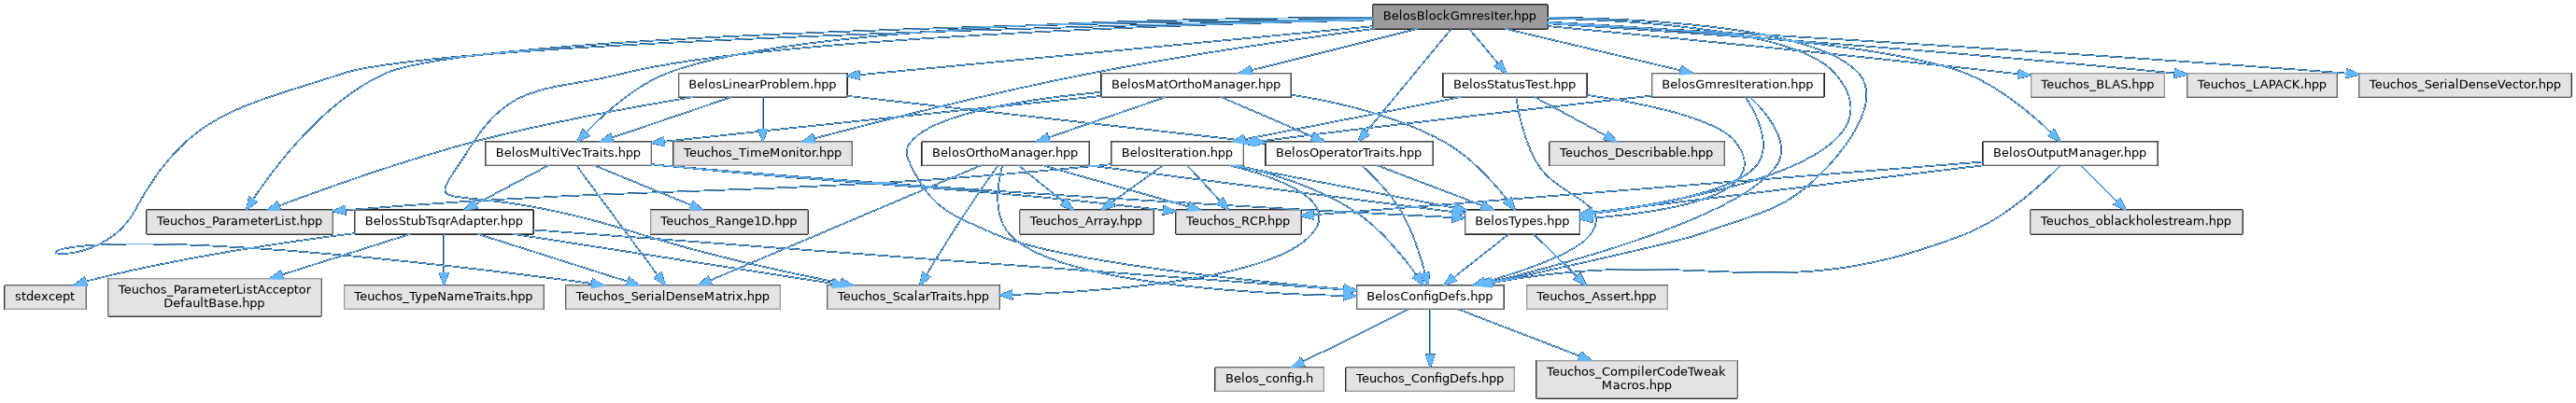 BelosBlockGmresIter.hpp
BelosLinearProblem.hpp
BelosMatOrthoManager.hpp
BelosStatusTest.hpp
BelosGmresIteration.hpp
Teuchos_BLAS.hpp
Teuchos_LAPACK.hpp
Teuchos_SerialDenseVector.hpp
BelosMultiVecTraits.hpp
Teuchos_TimeMonitor.hpp
BelosOrthoManager.hpp
BelosIteration.hpp
BelosOperatorTraits.hpp
Teuchos_Describable.hpp
BelosOutputManager.hpp
Teuchos_ParameterList.hpp
BelosStubTsqrAdapter.hpp
Teuchos_Range1D.hpp
Teuchos_Array.hpp
Teuchos_RCP.hpp
BelosTypes.hpp
Teuchos_oblackholestream.hpp
stdexcept
Teuchos_ParameterListAcceptor
DefaultBase.hpp
Teuchos_TypeNameTraits.hpp
Teuchos_SerialDenseMatrix.hpp
Teuchos_ScalarTraits.hpp
BelosConfigDefs.hpp
Teuchos_Assert.hpp
Belos_config.h
Teuchos_ConfigDefs.hpp
Teuchos_CompilerCodeTweak
Macros.hpp